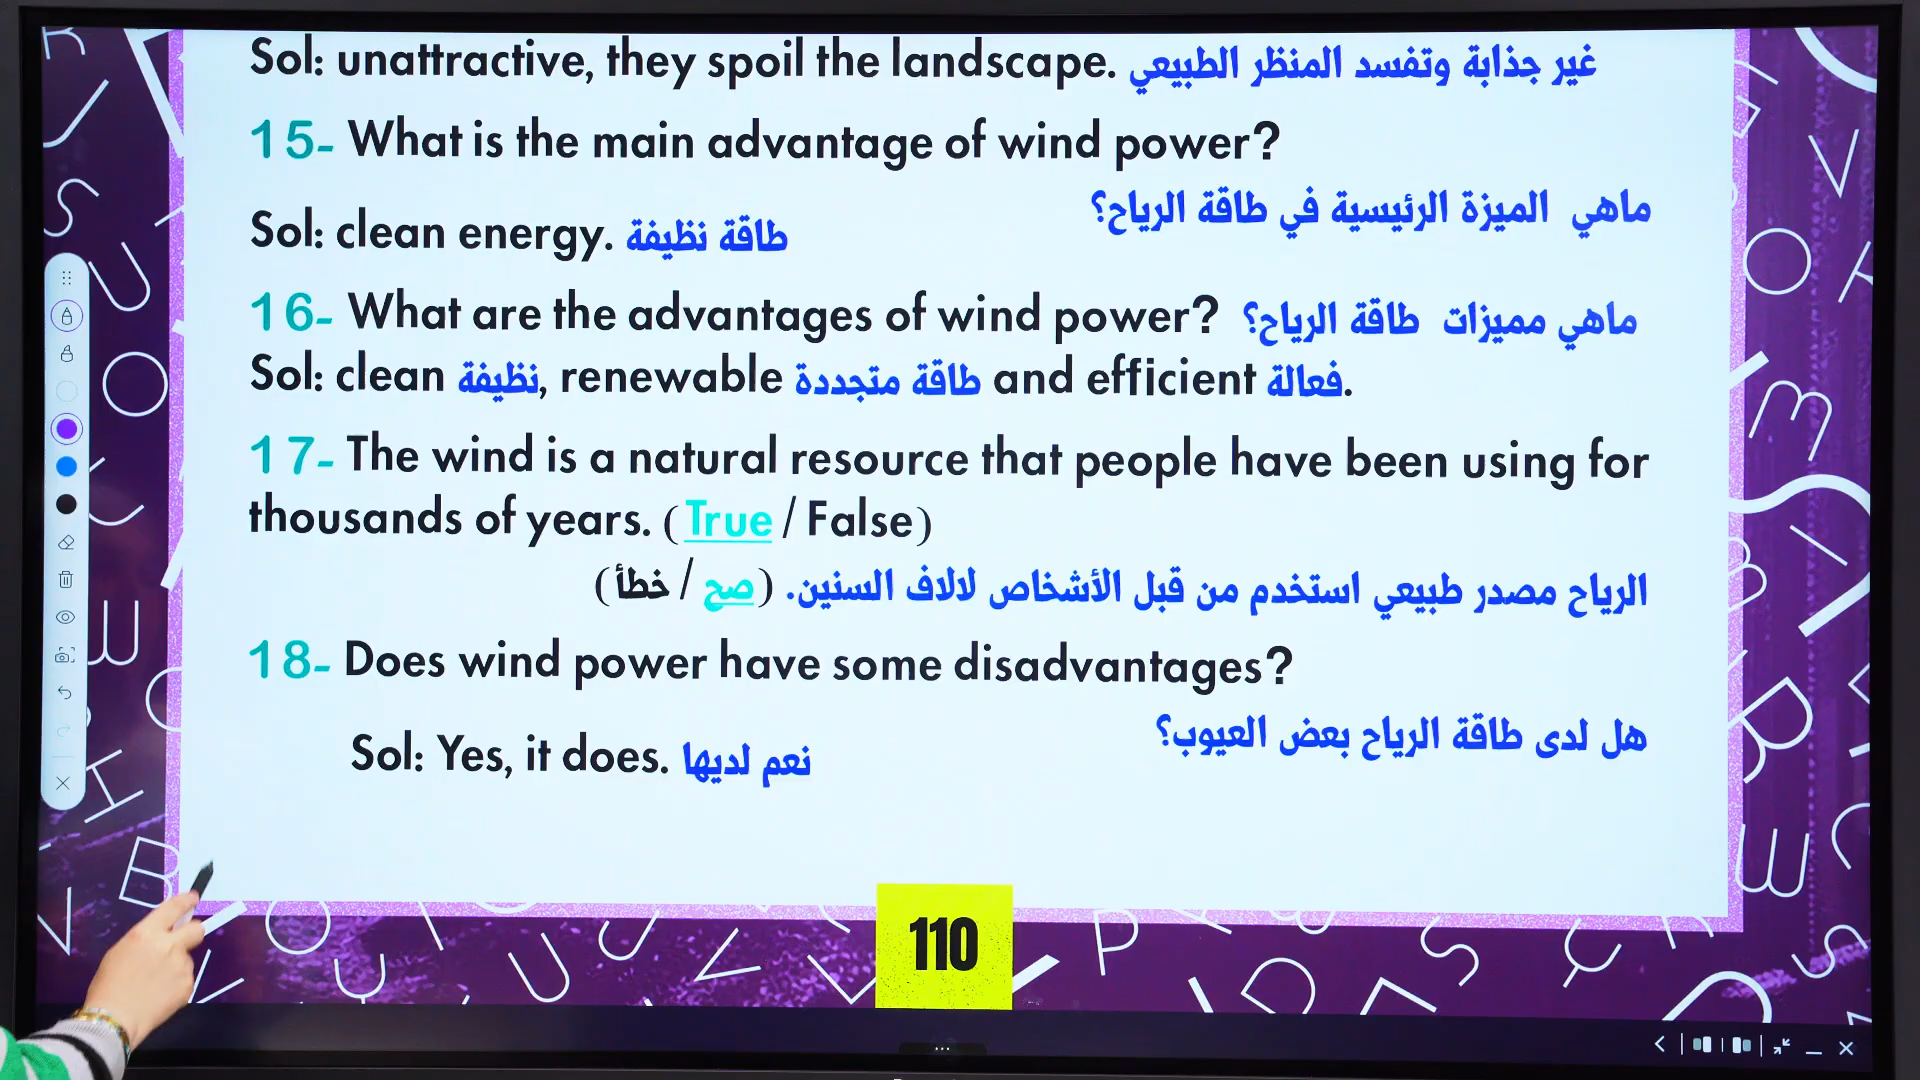 Sol: unattractive, they spoil the landscape. غير جذابة وتفسد المنظر الطبيعي
15- What is the main advantage of wind power?
ماهي الميزة الرئيسية في طاقة الرياح؟
Sol: clean energy. طاقة نظيفة
16- What are the advantages of wind power? ماهي مميزات طاقة الرياح؟
Sol: clean نظيفة, renewable طاقة متجددة and efficient فعالة.
17- The wind is a natural resource that people have been using for
thousands of years. (True / False)
الرياح مصدر طبيعي استخدم من قبل الأشخاص لالاف السنين. (صح / خطأ)
18- Does wind power have some disadvantages?
هل لدى طاقة الرياح بعض العيوب؟
Sol: Yes, it does. نعم لديها
110